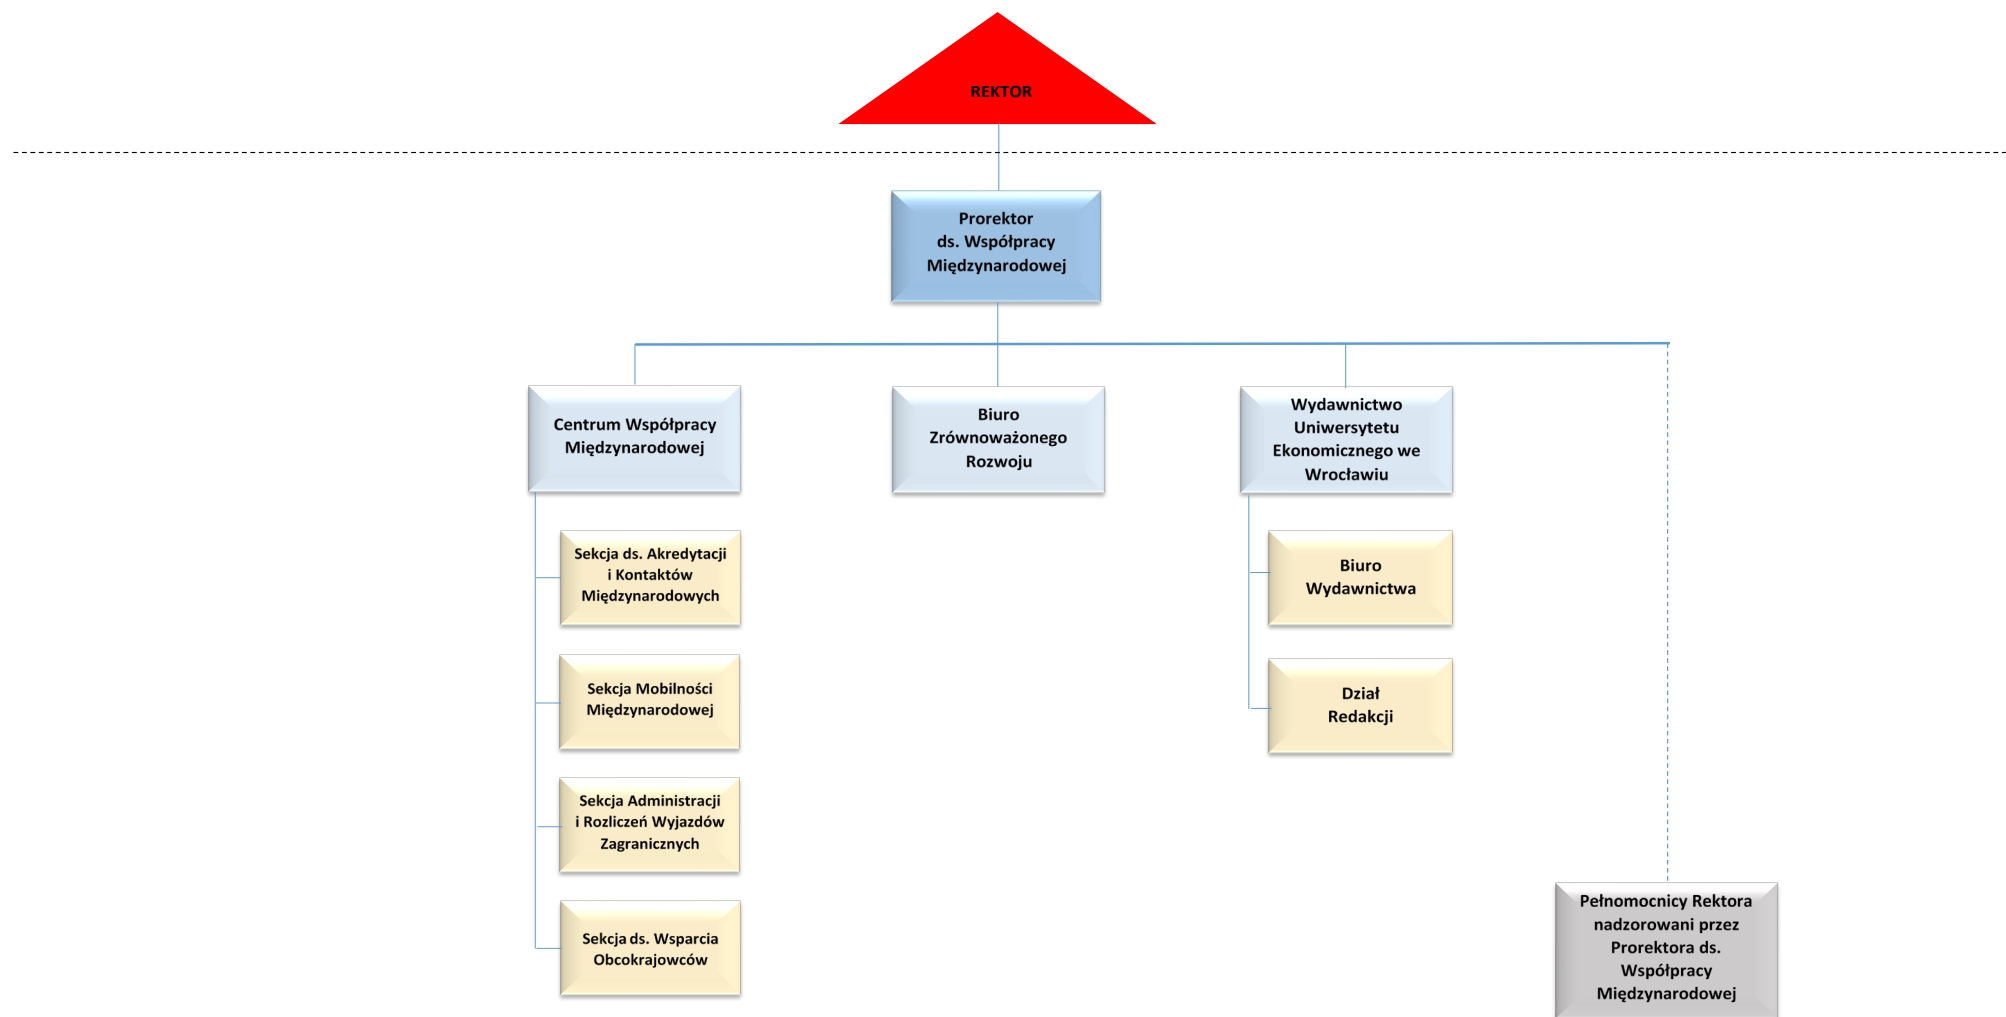 REKTOR
Prorektor
ds. Współpracy
Międzynarodowej
Centrum Współpracy
Międzynarodowej
Biuro
Zrównoważonego
Rozwoju
Wydawnictwo
Uniwersytetu
Ekonomicznego we
Wrocławiu
Sekcja ds. Akredytacji
i Kontaktów
Międzynarodowych
Sekcja Mobilności
Międzynarodowej
Sekcja Administracji
i Rozliczeń Wyjazdów
Zagranicznych
Sekcja ds. Wsparcia
Obcokrajowców
Biuro
Wydawnictwa
Dział
Redakcji
Pełnomocnicy Rektora
nadzorowani przez
Prorektora ds.
Współpracy
Międzynarodowej